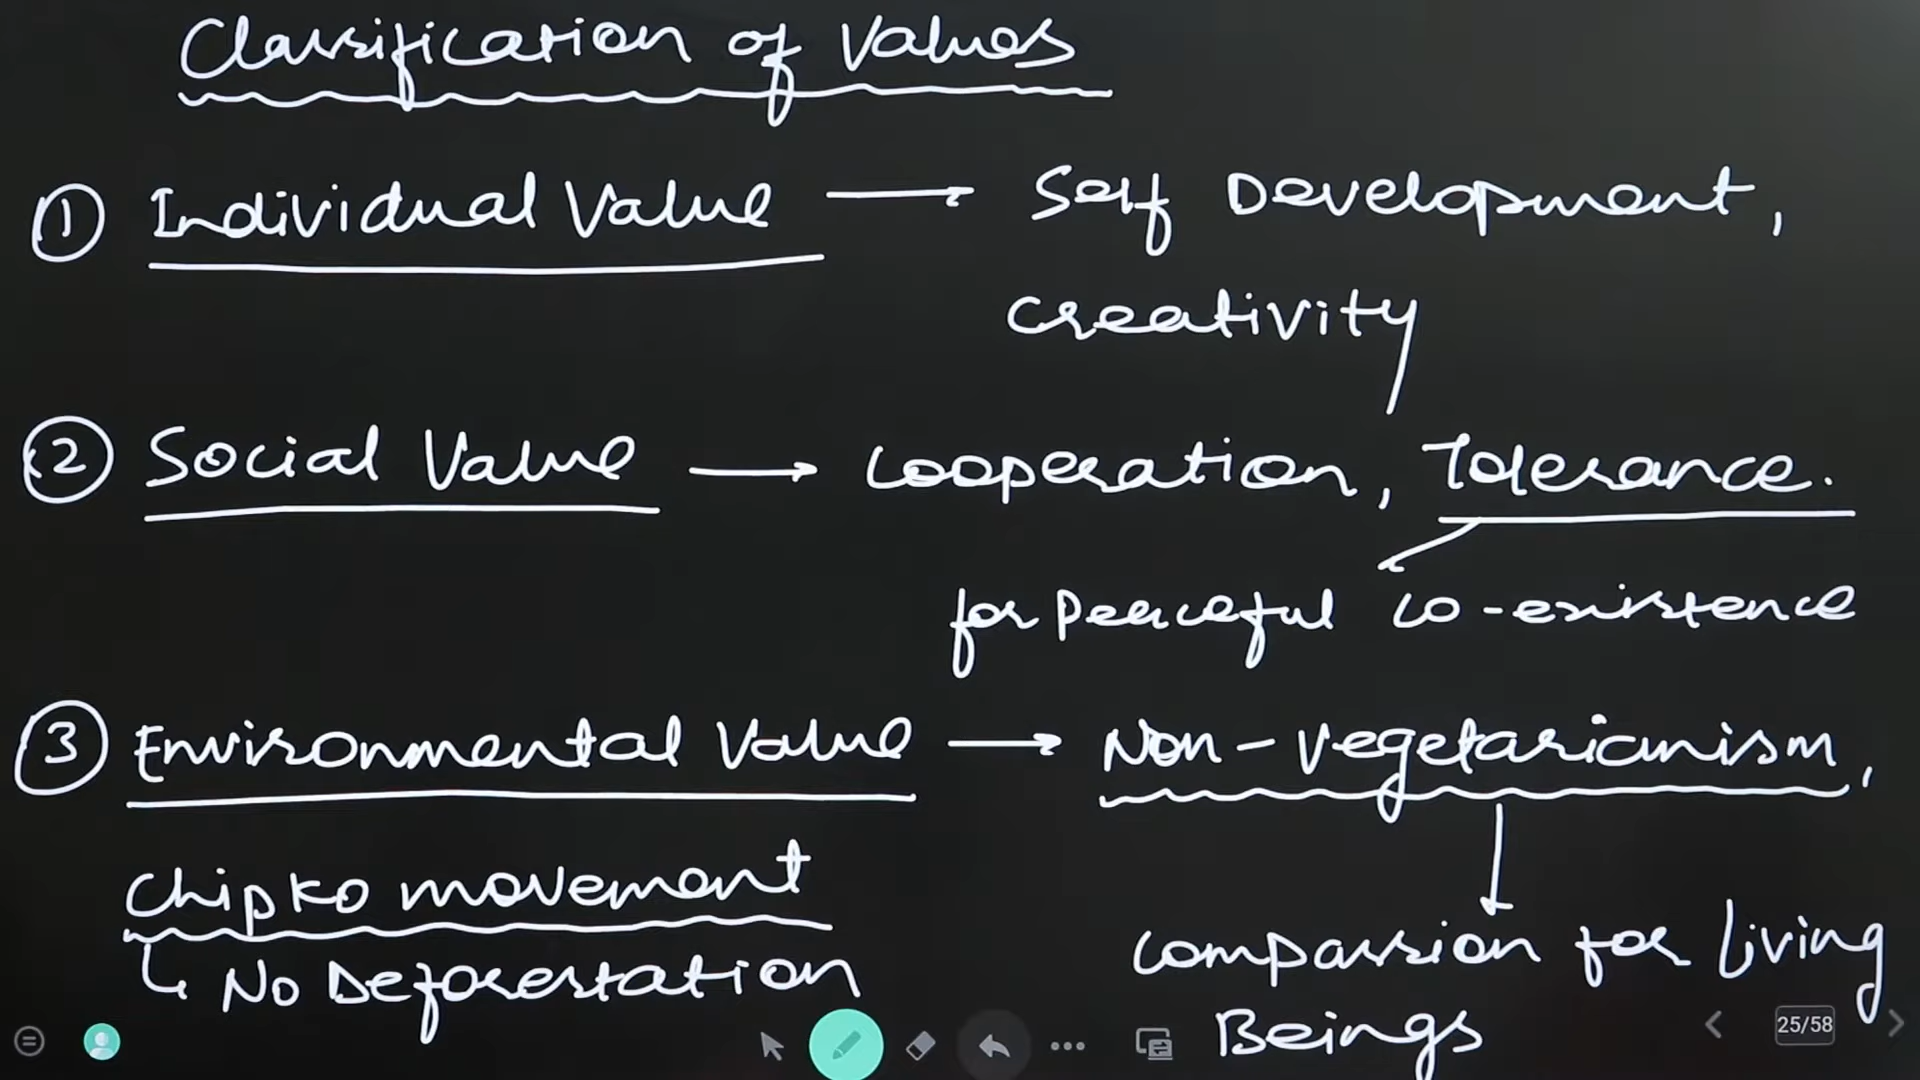 Classification of Values
① Individual Value → Self Development,
Creativity
② Social Value → Cooperation, Tolerance.
for Peaceful Co-existence
③ Environmental Value → Non-Vegetarianism,
Chipko movement
No Deforestation
Compassion for Living
Beings
25/58